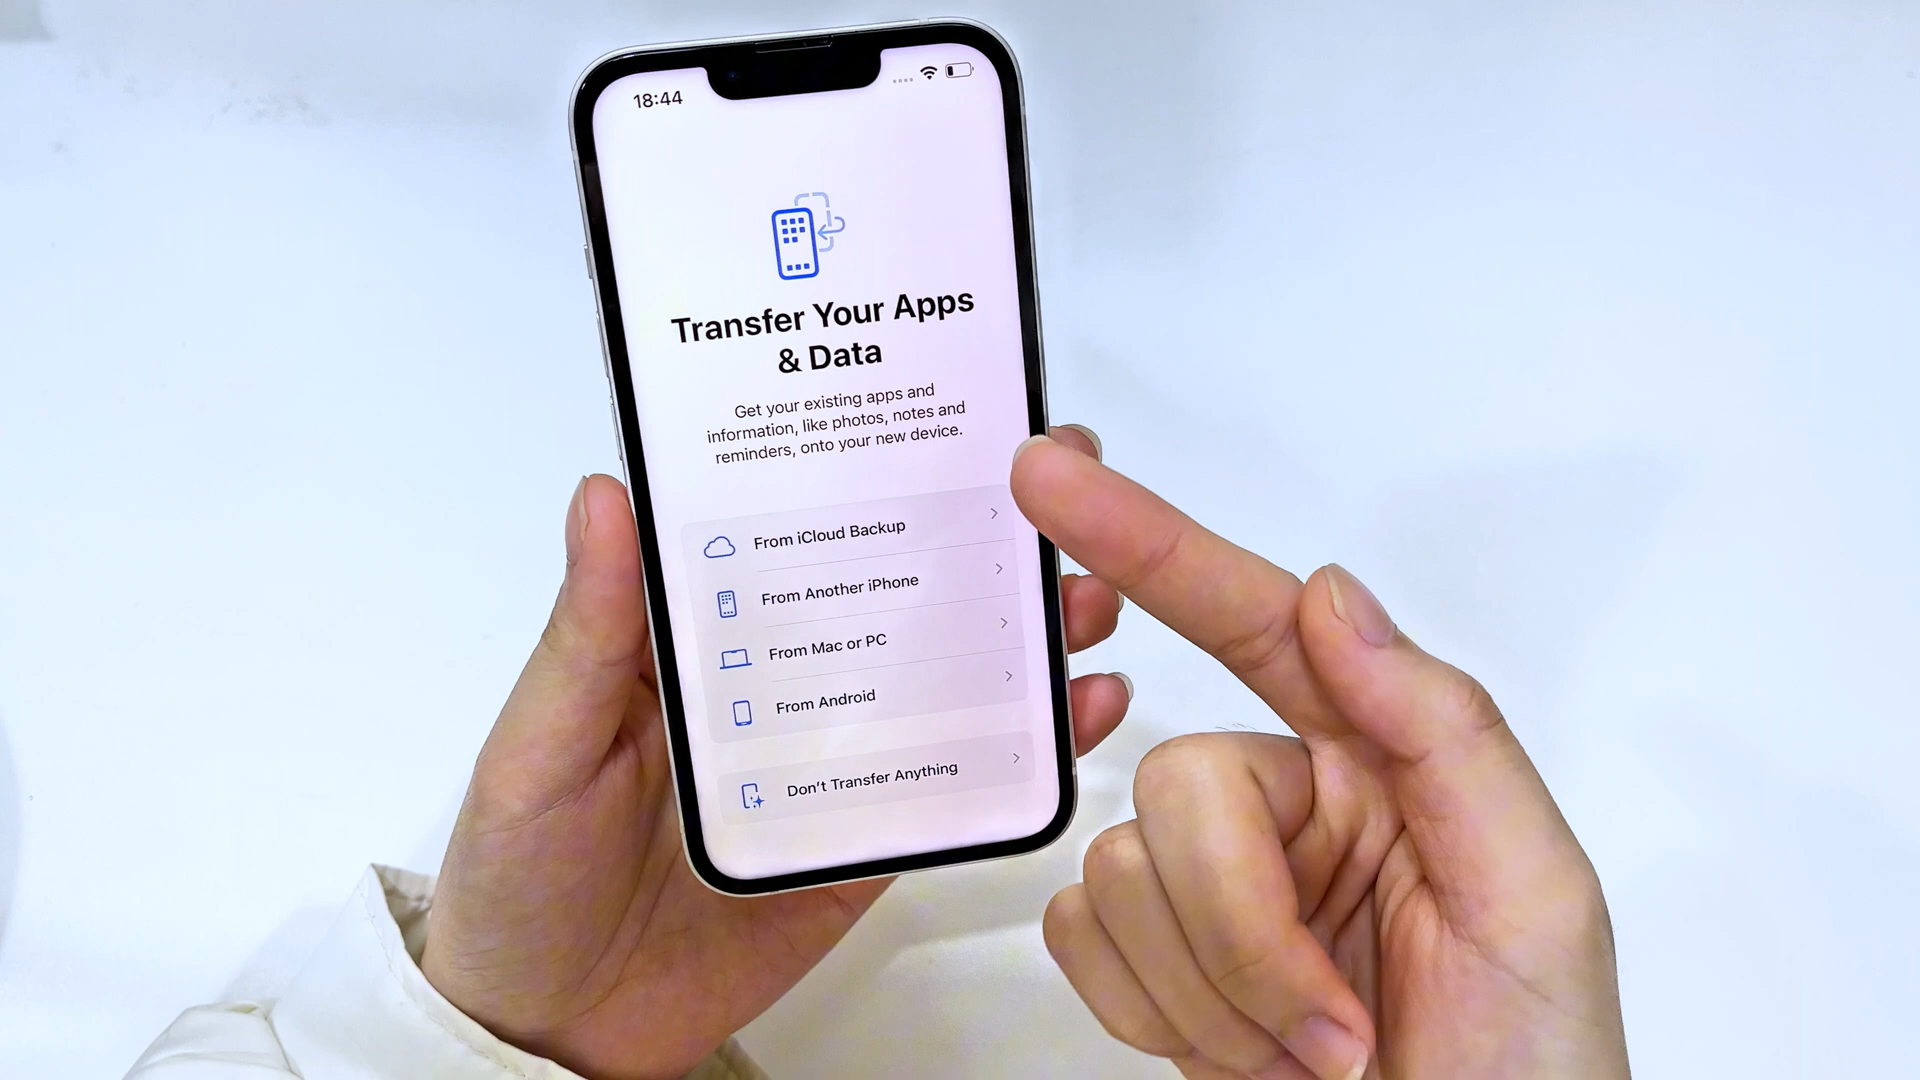 18:44
Transfer Your Apps
& Data
Get your existing apps and
information, like photos, notes and
reminders, onto your new device.
From iCloud Backup
From Another iPhone
From Mac or PC
From Android
Don't Transfer Anything